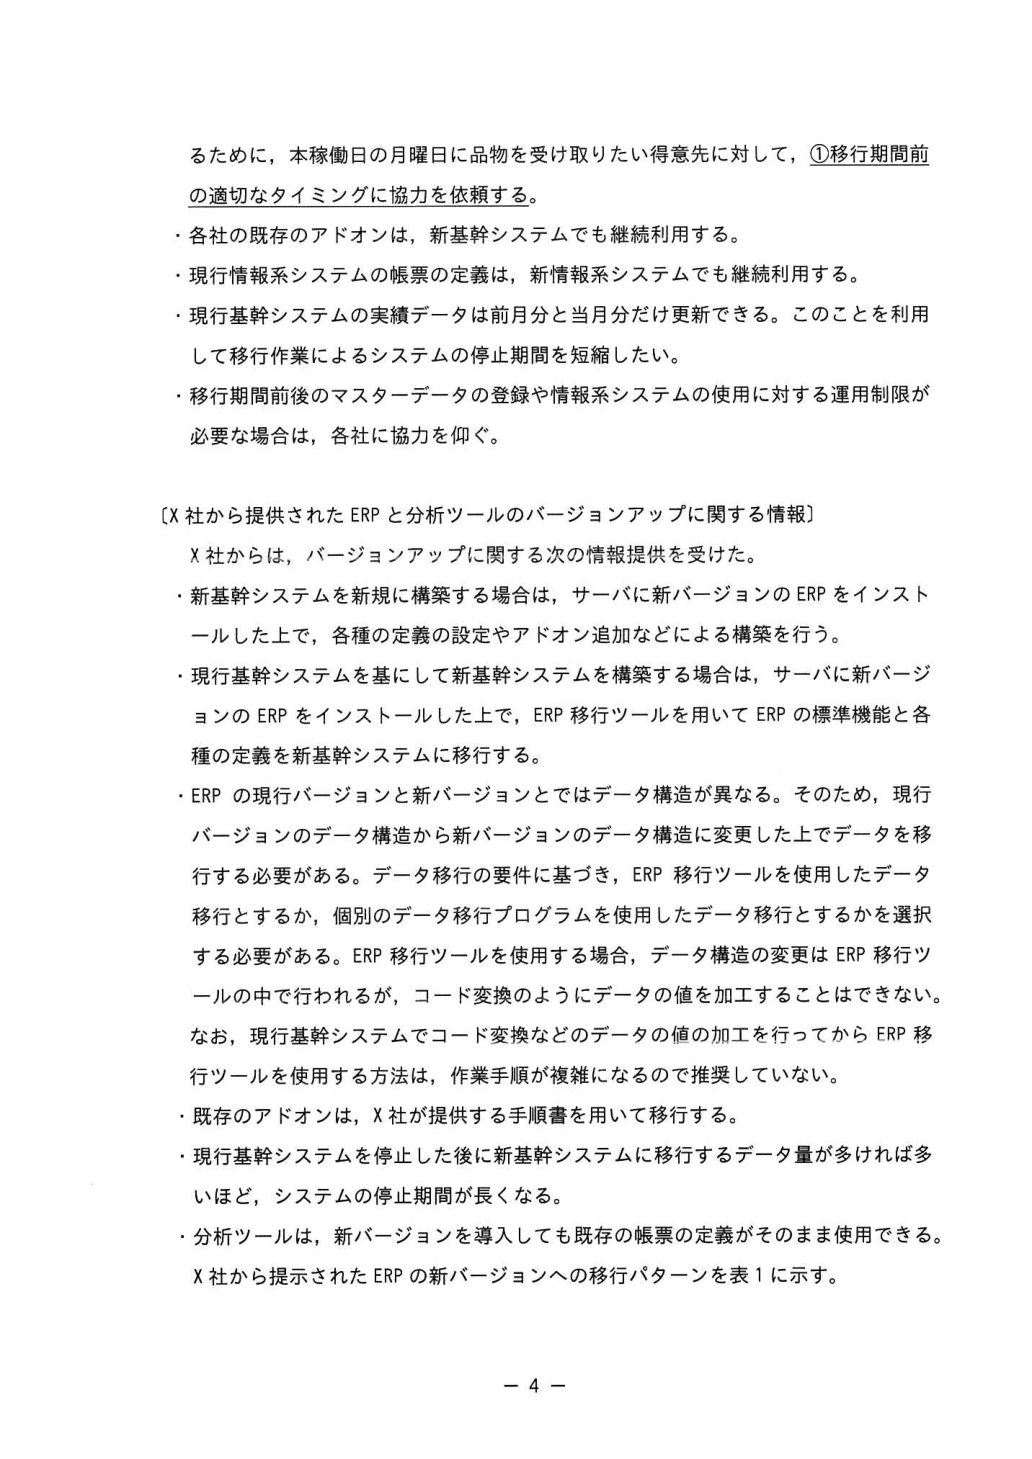 るために，本稼働日の月曜日に品物を受け取りたい得意先に対して，①移行期間前
の適切なタイミングに協力を依頼する。
・各社の既存のアドオンは，新基幹システムでも継続利用する。
・現行情報系システムの帳票の定義は，新情報系システムでも継続利用する。
・現行基幹システムの実績データは前月分と当月分だけ更新できる。このことを利用
して移行作業によるシステムの停止期間を短縮したい。
・移行期間前後のマスターデータの登録や情報系システムの使用に対する運用制限が
必要な場合は，各社に協力を仰ぐ。
〔X 社から提供された ERP と分析ツールのバージョンアップに関する情報〕
X 社からは，バージョンアップに関する次の情報提供を受けた。
・新基幹システムを新規に構築する場合は，サーバに新バージョンの ERP をインスト
ールした上で，各種の定義の設定やアドオン追加などによる構築を行う。
・現行基幹システムを基にして新基幹システムを構築する場合は，サーバに新バージ
ョンの ERP をインストールした上で，ERP 移行ツールを用いて ERP の標準機能と各
種の定義を新基幹システムに移行する。
・ERP の現行バージョンと新バージョンとではデータ構造が異なる。そのため，現行
バージョンのデータ構造から新バージョンのデータ構造に変更した上でデータを移
行する必要がある。データ移行の要件に基づき，ERP 移行ツールを使用したデータ
移行とするか，個別のデータ移行プログラムを使用したデータ移行とするかを選択
する必要がある。ERP 移行ツールを使用する場合，データ構造の変更は ERP 移行ツ
ールの中で行われるが，コード変換のようにデータの値を加工することはできない。
なお，現行基幹システムでコード変換などのデータの値の加工を行ってから ERP 移
行ツールを使用する方法は，作業手順が複雑になるので推奨していない。
・既存のアドオンは，X 社が提供する手順書を用いて移行する。
・現行基幹システムを停止した後に新基幹システムに移行するデータ量が多ければ多
いほど，システムの停止期間が長くなる。
・分析ツールは，新バージョンを導入しても既存の帳票の定義がそのまま使用できる。
X 社から提示された ERP の新バージョンへの移行パターンを表 1 に示す。
－ 4 －